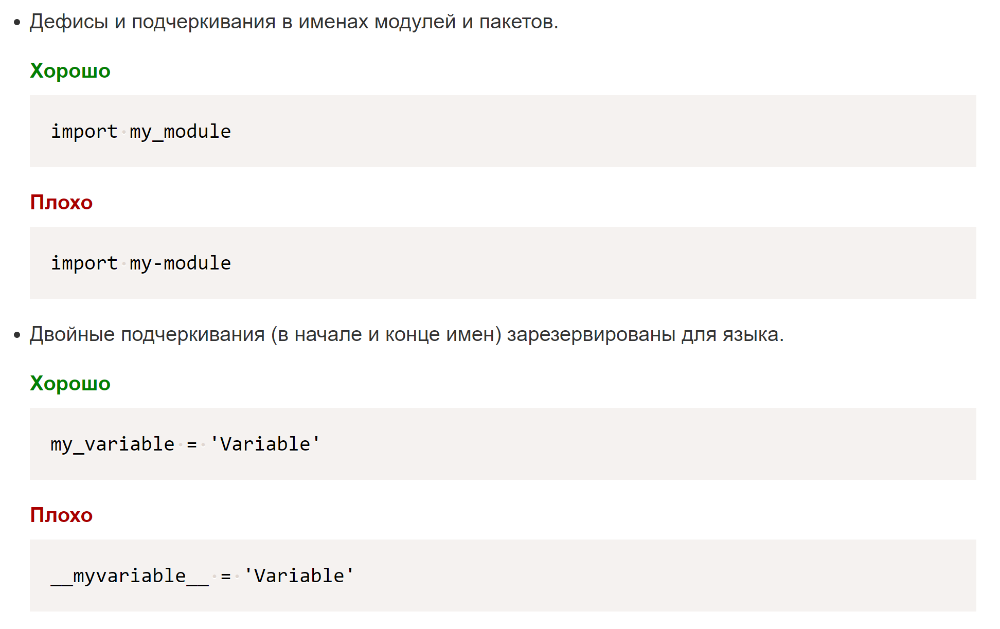 • Дефисы и подчеркивания в именах модулей и пакетов.
Хорошо
import my_module
Плохо
import my-module
• Двойные подчеркивания (в начале и конце имен) зарезервированы для языка.
Хорошо
my_variable = 'Variable'
Плохо
__myvariable__ = 'Variable'